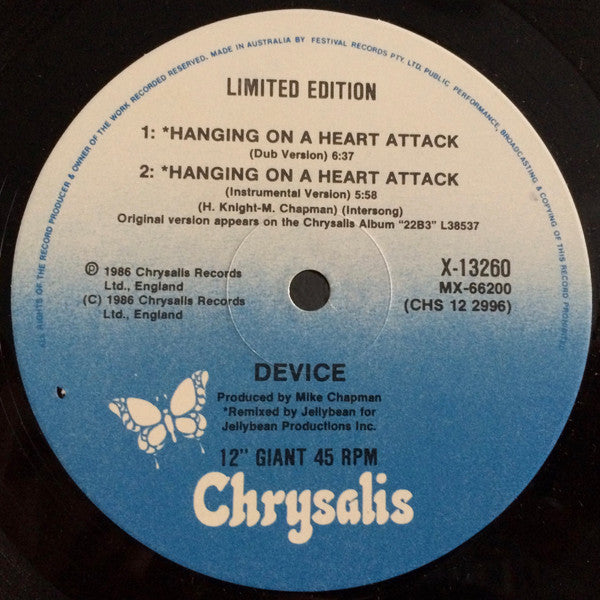 ALL RIGHTS OF THE RECORD PRODUCER & OWNER OF THE WORK RECORDED RESERVED. MADE IN AUSTRALIA BY FESTIVAL RECORDS PTY. LTD. PUBLIC PERFORMANCE, BROADCASTING & COPYING OF THIS RECORD PROHIBITED.
LIMITED EDITION
1: *HANGING ON A HEART ATTACK
(Dub Version) 6:37
2: *HANGING ON A HEART ATTACK
(Instrumental Version) 5:58
(H. Knight-M. Chapman) (Intersong)
Original version appears on the Chrysalis Album "22B3" L38537
℗ 1986 Chrysalis Records
Ltd., England
(C) 1986 Chrysalis Records
Ltd., England
X-13260
MX-66200
(CHS 12 2996)
DEVICE
Produced by Mike Chapman
*Remixed by Jellybean for
Jellybean Productions Inc.
12" GIANT 45 RPM
Chrysalis